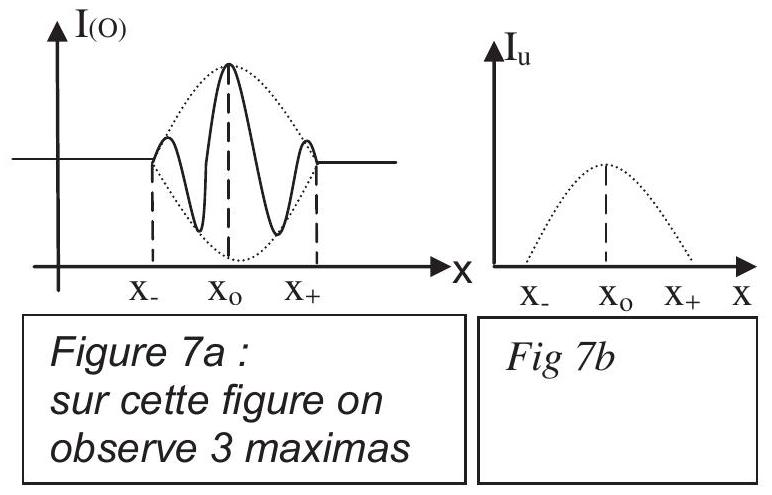 I(O)
x
x- xo x+
Iu
x- xo x+ x
Figure 7a :
sur cette figure on
observe 3 maximas
Fig 7b